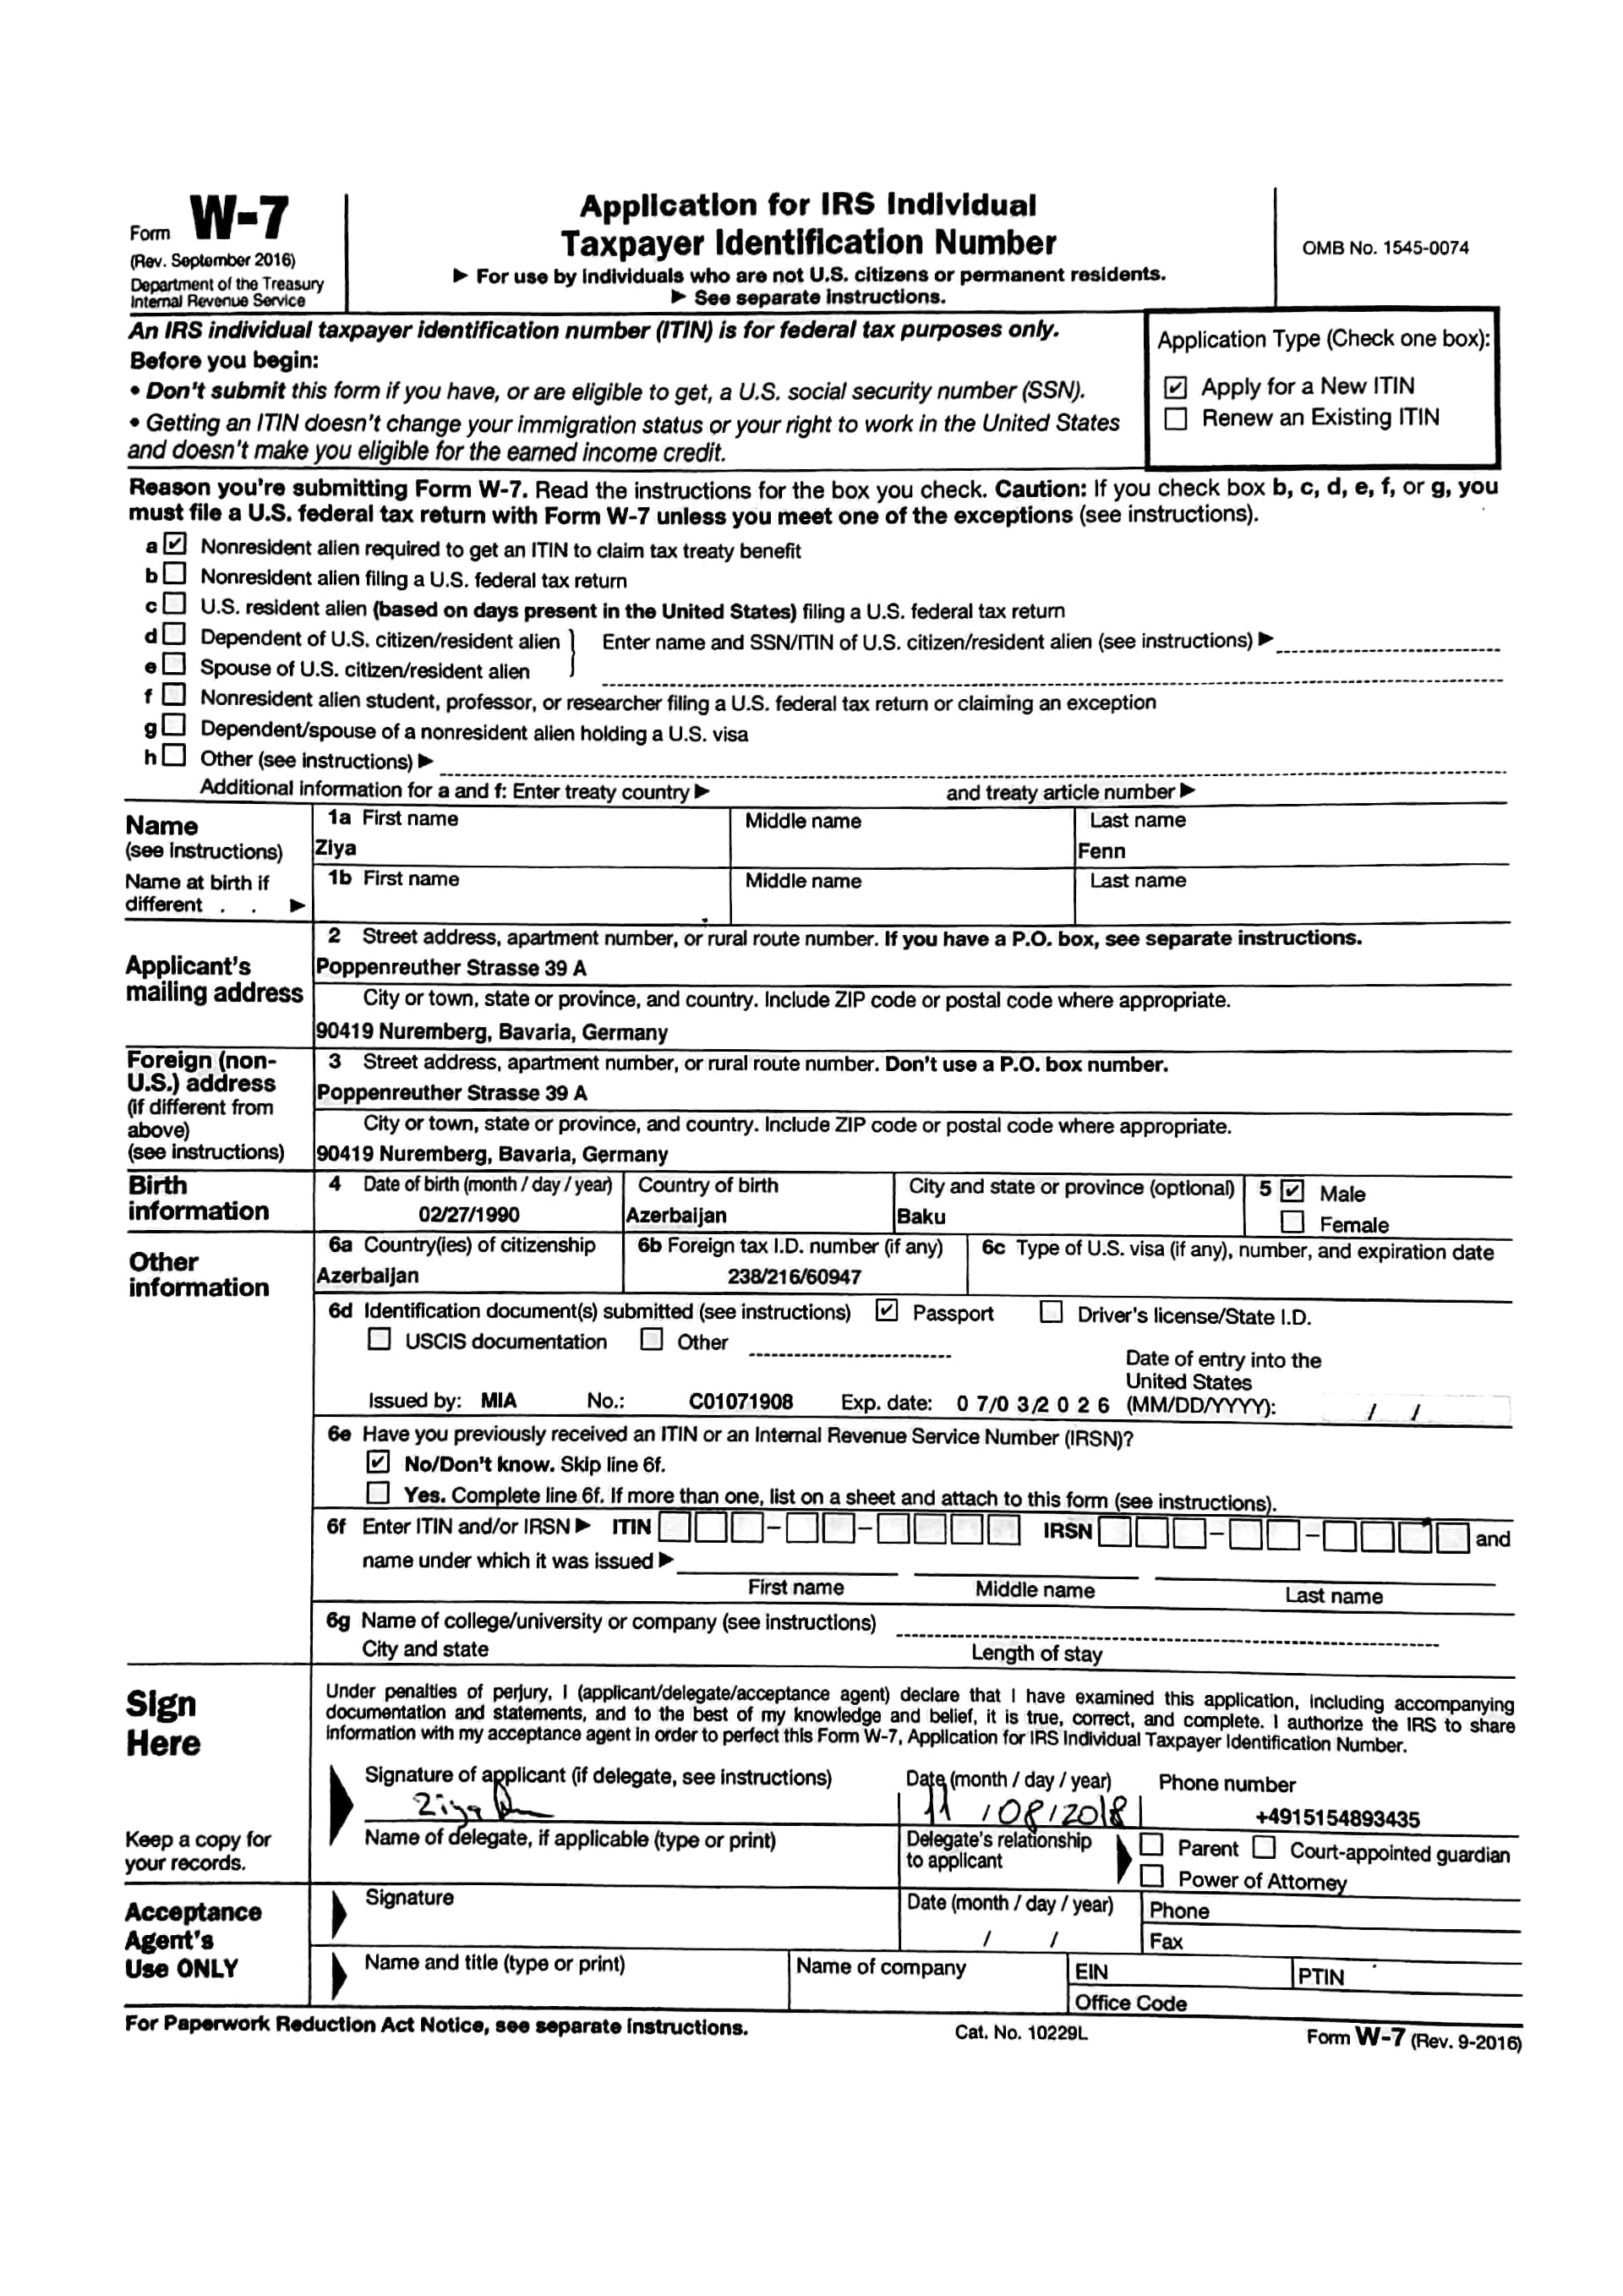 Form W-7
(Rev. September 2016)
Department of the Treasury
Internal Revenue Service
Application for IRS Individual
Taxpayer Identification Number
► For use by individuals who are not U.S. citizens or permanent residents.
► See separate instructions.
OMB No. 1545-0074
An IRS individual taxpayer identification number (ITIN) is for federal tax purposes only.
Before you begin:
• Don't submit this form if you have, or are eligible to get, a U.S. social security number (SSN).
• Getting an ITIN doesn't change your immigration status or your right to work in the United States
and doesn't make you eligible for the earned income credit.
Application Type (Check one box):
☑ Apply for a New ITIN
☐ Renew an Existing ITIN
Reason you're submitting Form W-7. Read the instructions for the box you check. Caution: If you check box b, c, d, e, f, or g, you
must file a U.S. federal tax return with Form W-7 unless you meet one of the exceptions (see instructions).
a ☑ Nonresident alien required to get an ITIN to claim tax treaty benefit
b ☐ Nonresident alien filing a U.S. federal tax return
c ☐ U.S. resident alien (based on days present in the United States) filing a U.S. federal tax return
d ☐ Dependent of U.S. citizen/resident alien } Enter name and SSN/ITIN of U.S. citizen/resident alien (see instructions) ►
e ☐ Spouse of U.S. citizen/resident alien
f ☐ Nonresident alien student, professor, or researcher filing a U.S. federal tax return or claiming an exception
g ☐ Dependent/spouse of a nonresident alien holding a U.S. visa
h ☐ Other (see instructions) ►
Additional information for a and f: Enter treaty country ► and treaty article number ►
Name
(see instructions)
1a First name Middle name Last name
Ziya Fenn
Name at birth if
different . . ►
1b First name Middle name Last name
Applicant's
mailing address
2 Street address, apartment number, or rural route number. If you have a P.O. box, see separate instructions.
Poppenreuther Strasse 39 A
City or town, state or province, and country. Include ZIP code or postal code where appropriate.
90419 Nuremberg, Bavaria, Germany
Foreign (non-
U.S.) address
(if different from
above)
(see instructions)
3 Street address, apartment number, or rural route number. Don't use a P.O. box number.
Poppenreuther Strasse 39 A
City or town, state or province, and country. Include ZIP code or postal code where appropriate.
90419 Nuremberg, Bavaria, Germany
Birth
information
4 Date of birth (month / day / year) Country of birth City and state or province (optional) 5 ☑ Male
02/27/1990 Azerbaijan Baku ☐ Female
Other
information
6a Country(ies) of citizenship 6b Foreign tax I.D. number (if any) 6c Type of U.S. visa (if any), number, and expiration date
Azerbaijan 238/216/60947
6d Identification document(s) submitted (see instructions) ☑ Passport ☐ Driver's license/State I.D.
☐ USCIS documentation ☐ Other
Date of entry into the
United States
Issued by: MIA No.: C01071908 Exp. date: 0 7/0 3/2 0 2 6 (MM/DD/YYYY): / /
6e Have you previously received an ITIN or an Internal Revenue Service Number (IRSN)?
☑ No/Don't know. Skip line 6f.
☐ Yes. Complete line 6f. If more than one, list on a sheet and attach to this form (see instructions).
6f Enter ITIN and/or IRSN ► ITIN – – IRSN – – and
name under which it was issued ►
First name Middle name Last name
6g Name of college/university or company (see instructions)
City and state Length of stay
Sign
Here
Under penalties of perjury, I (applicant/delegate/acceptance agent) declare that I have examined this application, including accompanying
documentation and statements, and to the best of my knowledge and belief, it is true, correct, and complete. I authorize the IRS to share
information with my acceptance agent in order to perfect this Form W-7, Application for IRS Individual Taxpayer Identification Number.
Signature of applicant (if delegate, see instructions) Date (month / day / year) Phone number
Ziya 11 / 08 / 2018 +4915154893435
Keep a copy for
your records.
Name of delegate, if applicable (type or print) Delegate's relationship
to applicant
☐ Parent ☐ Court-appointed guardian
☐ Power of Attorney
Acceptance
Agent's
Use ONLY
Signature Date (month / day / year) Phone
/ / Fax
Name and title (type or print) Name of company EIN PTIN
Office Code
For Paperwork Reduction Act Notice, see separate instructions. Cat. No. 10229L Form W-7 (Rev. 9-2016)